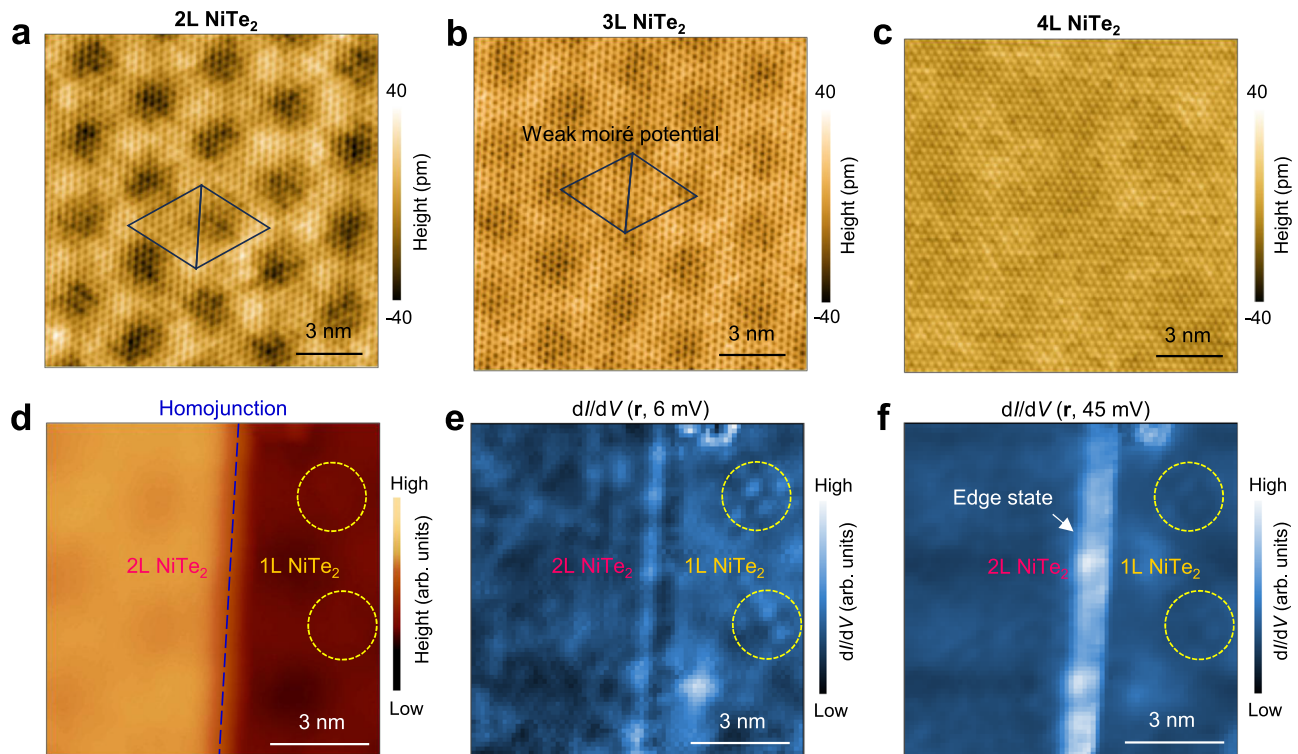 a
2L NiTe₂
40
Height (pm)
-40
3 nm
b
3L NiTe₂
Weak moiré potential
40
Height (pm)
-40
3 nm
c
4L NiTe₂
40
Height (pm)
-40
3 nm
d
Homojunction
2L NiTe₂
1L NiTe₂
High
Height (arb. units)
Low
3 nm
e
dI/dV (r, 6 mV)
2L NiTe₂
1L NiTe₂
High
dI/dV (arb. units)
Low
3 nm
f
dI/dV (r, 45 mV)
Edge state
2L NiTe₂
1L NiTe₂
High
dI/dV (arb. units)
Low
3 nm